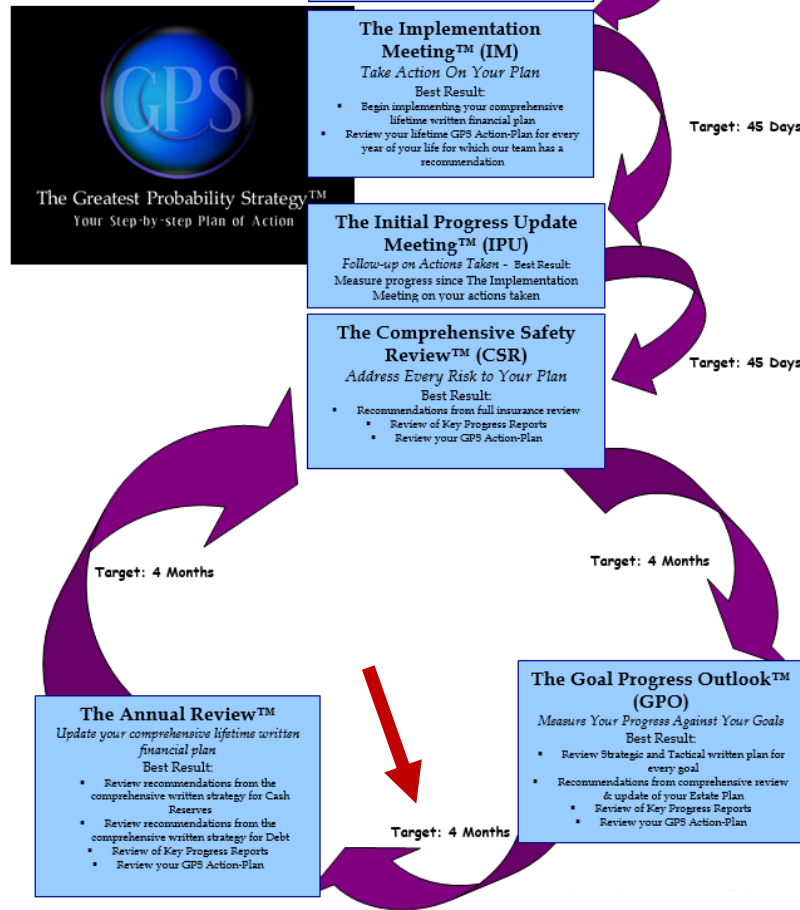 The Implementation
Meeting™ (IM)
Take Action On Your Plan
Best Result:
▪ Begin implementing your comprehensive
lifetime written financial plan
▪ Review your lifetime GPS Action-Plan for every
year of your life for which our team has a
recommendation
Target: 45 Days
GPS
The Greatest Probability Strategy™
Your Step-by-step Plan of Action
The Initial Progress Update
Meeting™ (IPU)
Follow-up on Actions Taken - Best Result:
Measure progress since The Implementation
Meeting on your actions taken
Target: 45 Days
The Comprehensive Safety
Review™ (CSR)
Address Every Risk to Your Plan
Best Result:
▪ Recommendations from full insurance review
▪ Review of Key Progress Reports
▪ Review your GPS Action-Plan
Target: 4 Months
The Goal Progress Outlook™
(GPO)
Measure Your Progress Against Your Goals
Best Result:
▪ Review Strategic and Tactical written plan for
every goal
▪ Recommendations from comprehensive review
& update of your Estate Plan
▪ Review of Key Progress Reports
▪ Review your GPS Action-Plan
Target: 4 Months
The Annual Review™
Update your comprehensive lifetime written
financial plan
Best Result:
▪ Review recommendations from the
comprehensive written strategy for Cash
Reserves
▪ Review recommendations from the
comprehensive written strategy for Debt
▪ Review of Key Progress Reports
▪ Review your GPS Action-Plan
Target: 4 Months